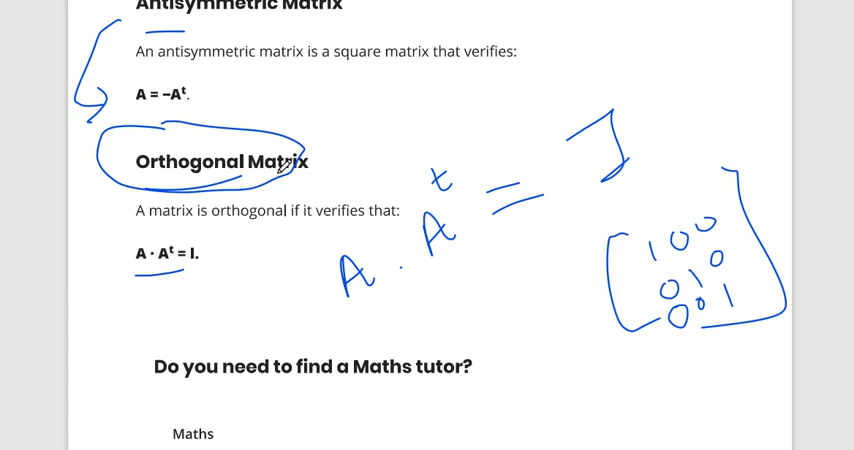 Antisymmetric Matrix
An antisymmetric matrix is a square matrix that verifies:
A = –Aᵗ.
Orthogonal Matrix
A matrix is orthogonal if it verifies that:
A · Aᵗ = I.
A · Aᵗ = I
1 0 0
0 1 0
0 0 1
Do you need to find a Maths tutor?
Maths